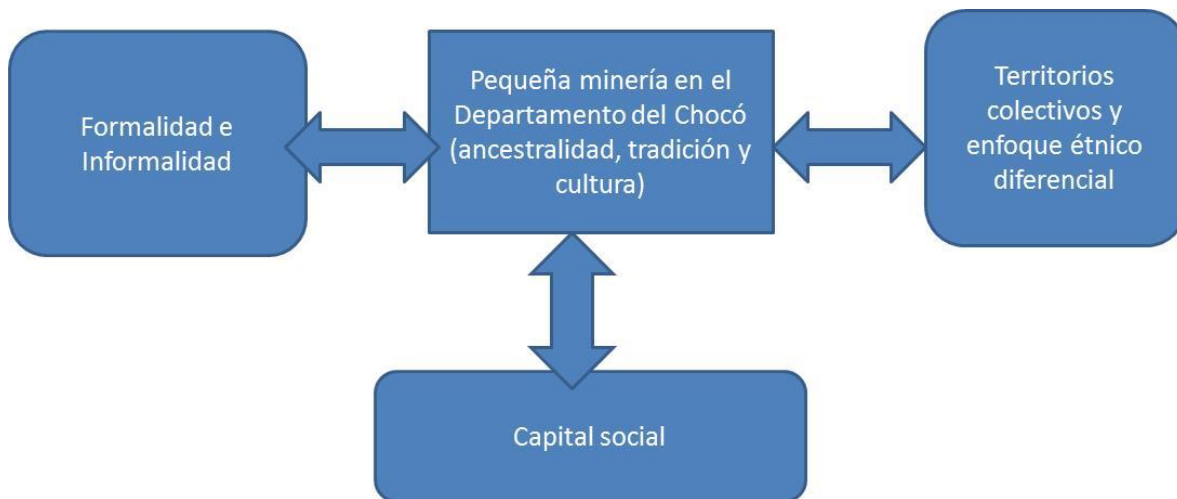 Formalidad e
Informalidad
Pequeña minería en el
Departamento del Chocó
(ancestralidad, tradición y
cultura)
Territorios
colectivos y
enfoque étnico
diferencial
Capital social